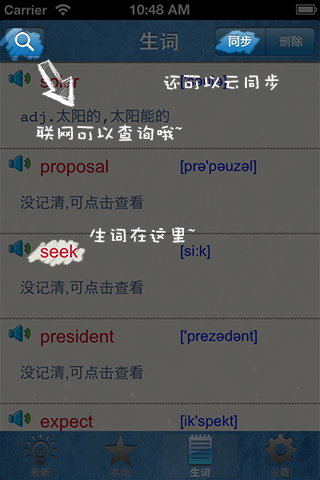 Carrier 10:48 AM
生词 同步 删除
solar
还可以云同步
adj.太阳的,太阳能的
联网可以查询哦~
proposal [prə'pəuzəl]
没记清,可点击查看
生词在这里~
seek [si:k]
没记清,可点击查看
president ['prezədənt]
没记清,可点击查看
expect [ik'spekt]
最新 本地 生词 设置